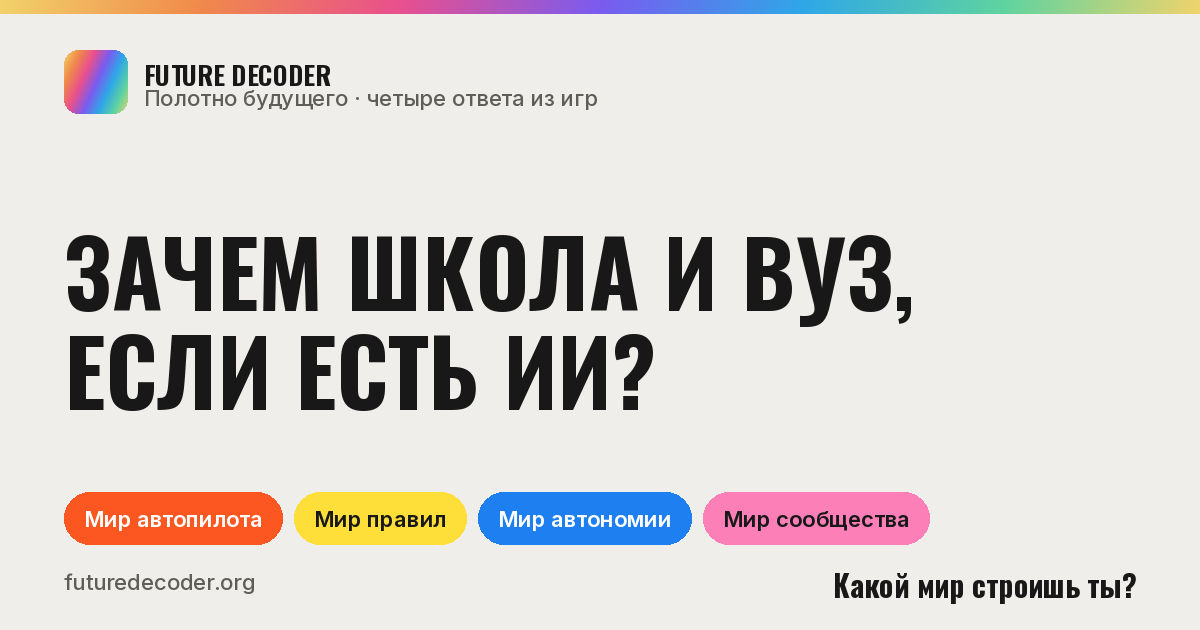 FUTURE DECODER
Полотно будущего · четыре ответа из игр
ЗАЧЕМ ШКОЛА И ВУЗ,
ЕСЛИ ЕСТЬ ИИ?
Мир автопилота
Мир правил
Мир автономии
Мир сообщества
futuredecoder.org
Какой мир строишь ты?